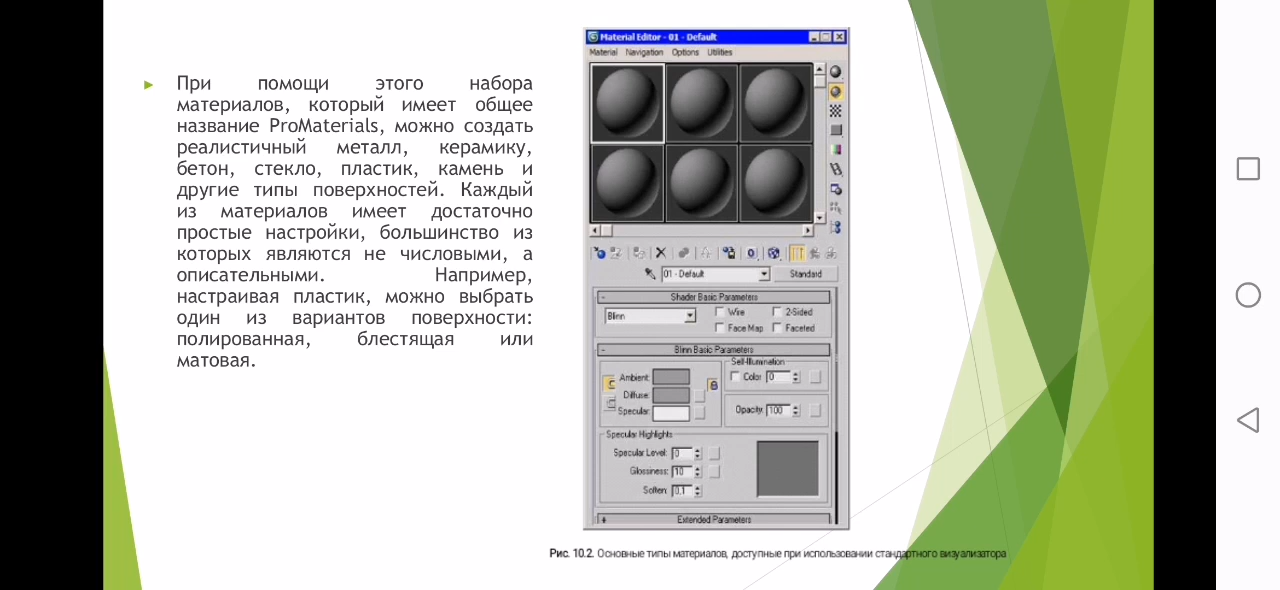 При помощи этого набора
материалов, который имеет общее
название ProMaterials, можно создать
реалистичный металл, керамику,
бетон, стекло, пластик, камень и
другие типы поверхностей. Каждый
из материалов имеет достаточно
простые настройки, большинство из
которых являются не числовыми, а
описательными. Например,
настраивая пластик, можно выбрать
один из вариантов поверхности:
полированная, блестящая или
матовая.
Material Editor - 01 - Default
Material Navigation Options Utilities
01 - Default Standard
Shader Basic Parameters
Blinn Wire 2-Sided
Face Map Faceted
Blinn Basic Parameters
Self-Illumination
Ambient: Color 0
Diffuse:
Specular: Opacity: 100
Specular Highlights
Specular Level: 0
Glossiness: 10
Soften: 0,1
Extended Parameters
Рис. 10.2. Основные типы материалов, доступные при использовании стандартного визуализатора